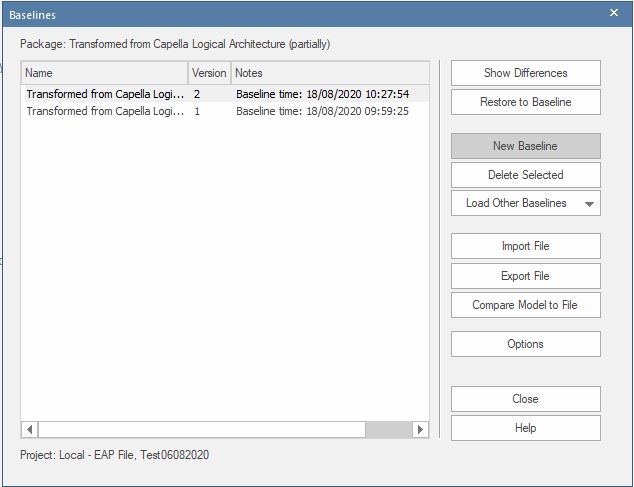 Baselines
Package: Transformed from Capella Logical Architecture (partially)
Name Version Notes
Transformed from Capella Logi... 2 Baseline time: 18/08/2020 10:27:54
Transformed from Capella Logi... 1 Baseline time: 18/08/2020 09:59:25
Show Differences
Restore to Baseline
New Baseline
Delete Selected
Load Other Baselines
Import File
Export File
Compare Model to File
Options
Close
Help
Project: Local - EAP File, Test06082020